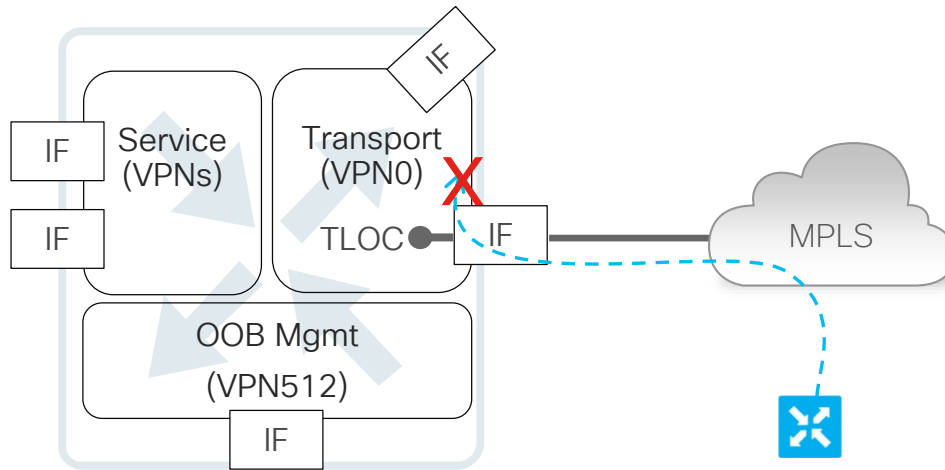 IF
Service
(VPNs)
Transport
(VPN0)
IF
IF
TLOC
IF
MPLS
OOB Mgmt
(VPN512)
IF